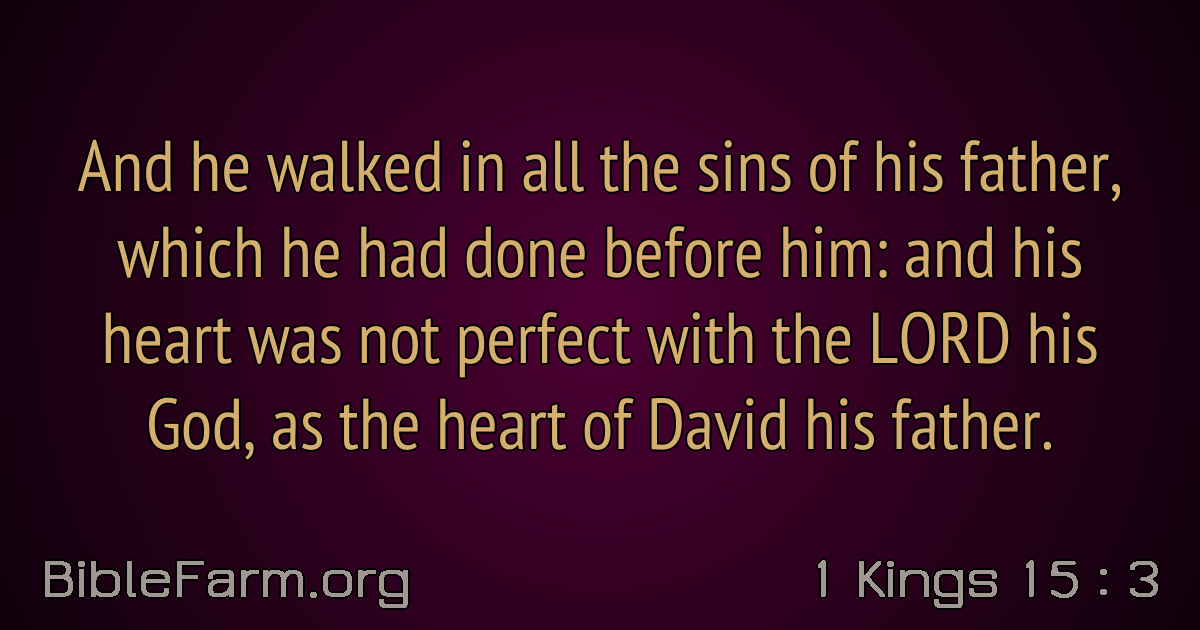 And he walked in all the sins of his father,
which he had done before him: and his
heart was not perfect with the LORD his
God, as the heart of David his father.
BibleFarm.org
1 Kings 15 : 3